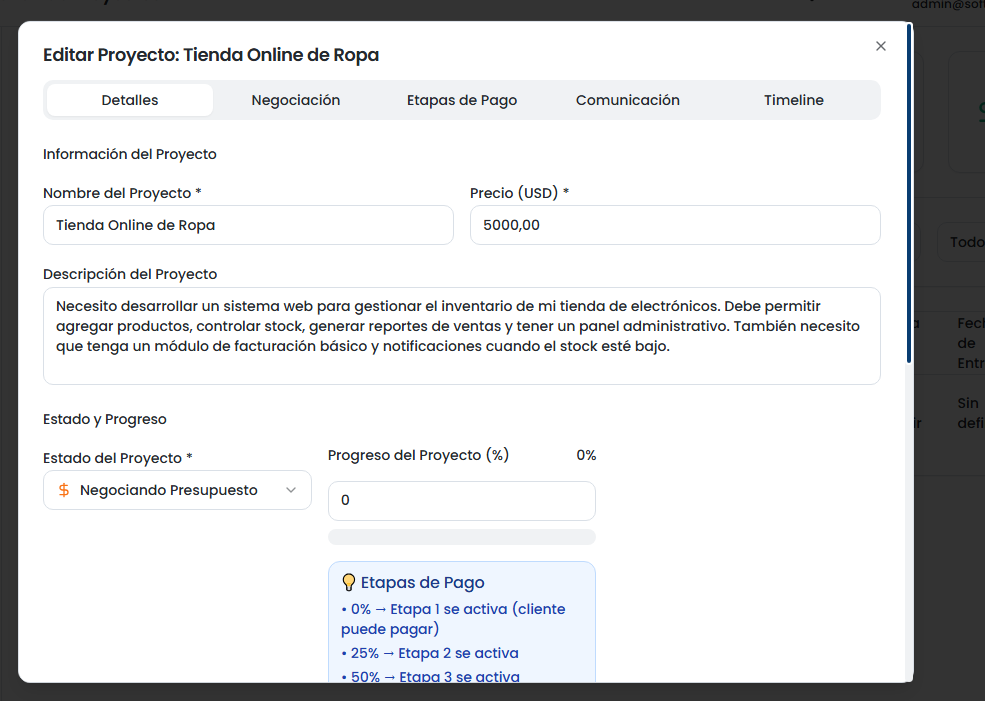 admin@soft
Editar Proyecto: Tienda Online de Ropa
Detalles
Negociación
Etapas de Pago
Comunicación
Timeline
Información del Proyecto
Nombre del Proyecto *
Precio (USD) *
Tienda Online de Ropa
5000,00
Todo
Descripción del Proyecto
Necesito desarrollar un sistema web para gestionar el inventario de mi tienda de electrónicos. Debe permitir
agregar productos, controlar stock, generar reportes de ventas y tener un panel administrativo. También necesito
que tenga un módulo de facturación básico y notificaciones cuando el stock esté bajo.
Fech
de
Entr
Sin
defi
Estado y Progreso
Estado del Proyecto *
Progreso del Proyecto (%)
0%
$ Negociando Presupuesto
0
Etapas de Pago
• 0% → Etapa 1 se activa (cliente
puede pagar)
• 25% → Etapa 2 se activa
• 50% → Etapa 3 se activa